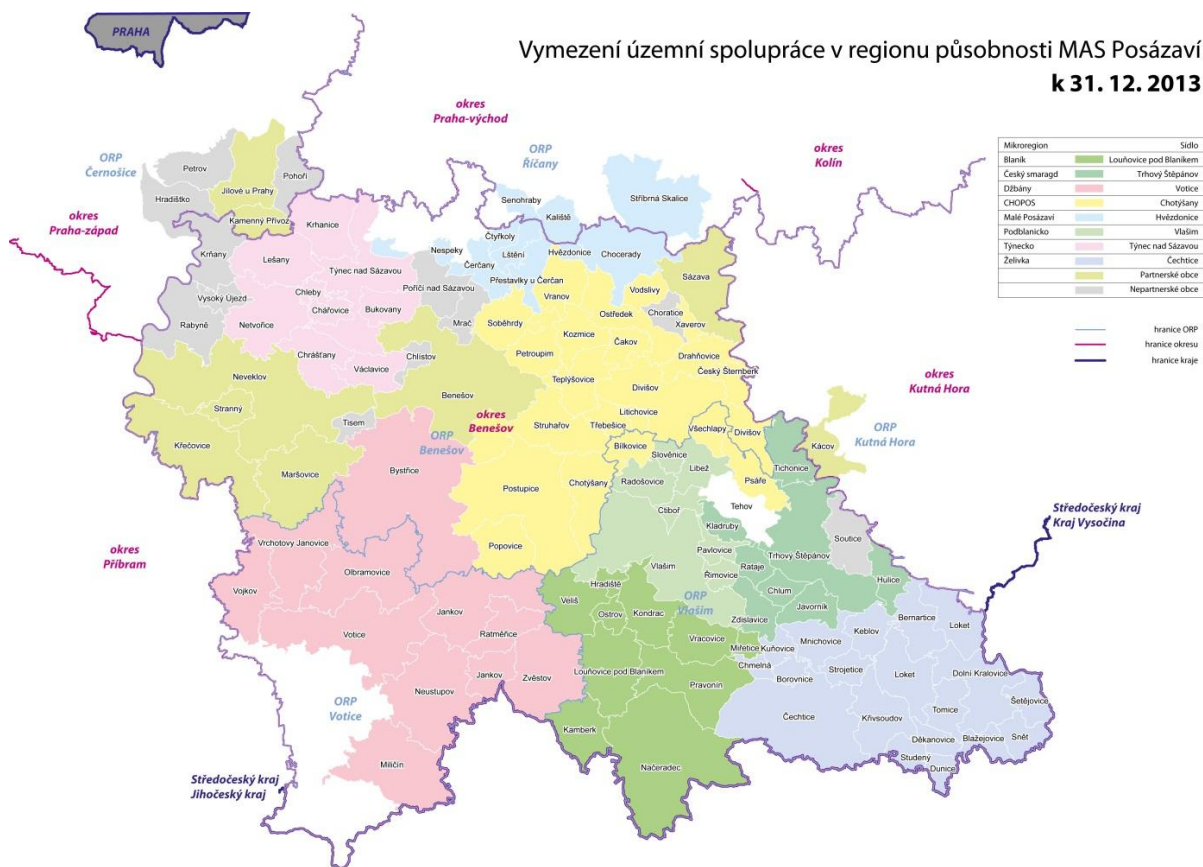 PRAHA
Vymezení územní spolupráce v regionu působnosti MAS Posázaví
k 31. 12. 2013
okres
Praha-východ
ORP
Říčany
okres
Kolín
ORP
Černošice
okres
Praha-západ
Mikroregion Sídlo
Blaník Louňovice pod Blaníkem
Český smaragd Trhový Štěpánov
Džbány Votice
CHOPOS Chotýšany
Malé Posázaví Hvězdonice
Podblanicko Vlašim
Týnecko Týnec nad Sázavou
Želivka Čechtice
Partnerské obce
Nepartnerské obce
hranice ORP
hranice okresu
hranice kraje
Petrov
Pohoří
Jílové u Prahy
Hradištko
Kamenný Přívoz
Senohraby
Kaliště
Stříbrná Skalice
Krhanice
Krňany
Čtyřkoly
Nespeky
Lštění
Hvězdonice
Chocerady
Lešany
Týnec nad Sázavou
Čerčany
Přestavlky u Čerčan
Sázava
Vysoký Újezd
Chleby
Poříčí nad Sázavou
Vranov
Vodslivy
Chářovice
Bukovany
Ostředek
Choratice
Rabyně
Netvořice
Mrač
Soběhrdy
Kozmice
Xaverov
Čakov
Chrášťany
Václavice
Chlístov
Petroupim
Drahňovice
Český Šternberk
Neveklov
Teplýšovice
Divišov
Benešov
okres
Benešov
okres
Kutná Hora
Stranný
Litichovice
Tisem
Struhařov
Třebešice
Všechlapy
Divišov
ORP
Kutná Hora
Křečovice
ORP
Benešov
Bílkovice
Kácov
Slověnice
Maršovice
Bystřice
Libež
Tichonice
Radošovice
Psáře
Postupice
Chotýšany
Tehov
Ctiboř
Středočeský kraj
Kraj Vysočina
Kladruby
Soutice
okres
Příbram
Vrchotovy Janovice
Popovice
Pavlovice
Trhový Štěpánov
Olbramovice
Vlašim
Římovice
Rataje
Vojkov
Hradiště
Hulice
Veliš
ORP
Vlašim
Chlum
Javorník
Jankov
Ostrov
Kondrac
Zdislavice
Bernartice
Votice
Ratměřice
Vracovice
Keblov
Loket
Mnichovice
Miřetice
Kuňovice
Chmelná
Louňovice pod Blaníkem
Strojetice
Jankov
Zvěstov
Borovnice
Loket
Dolní Kralovice
Neustupov
Pravonín
ORP
Votice
Šetějovice
Čechtice
Křivsoudov
Tomice
Kamberk
Děkanovice
Blažejovice
Snět
Studený
Dunice
Miličín
Načeradec
Středočeský kraj
Jihočeský kraj